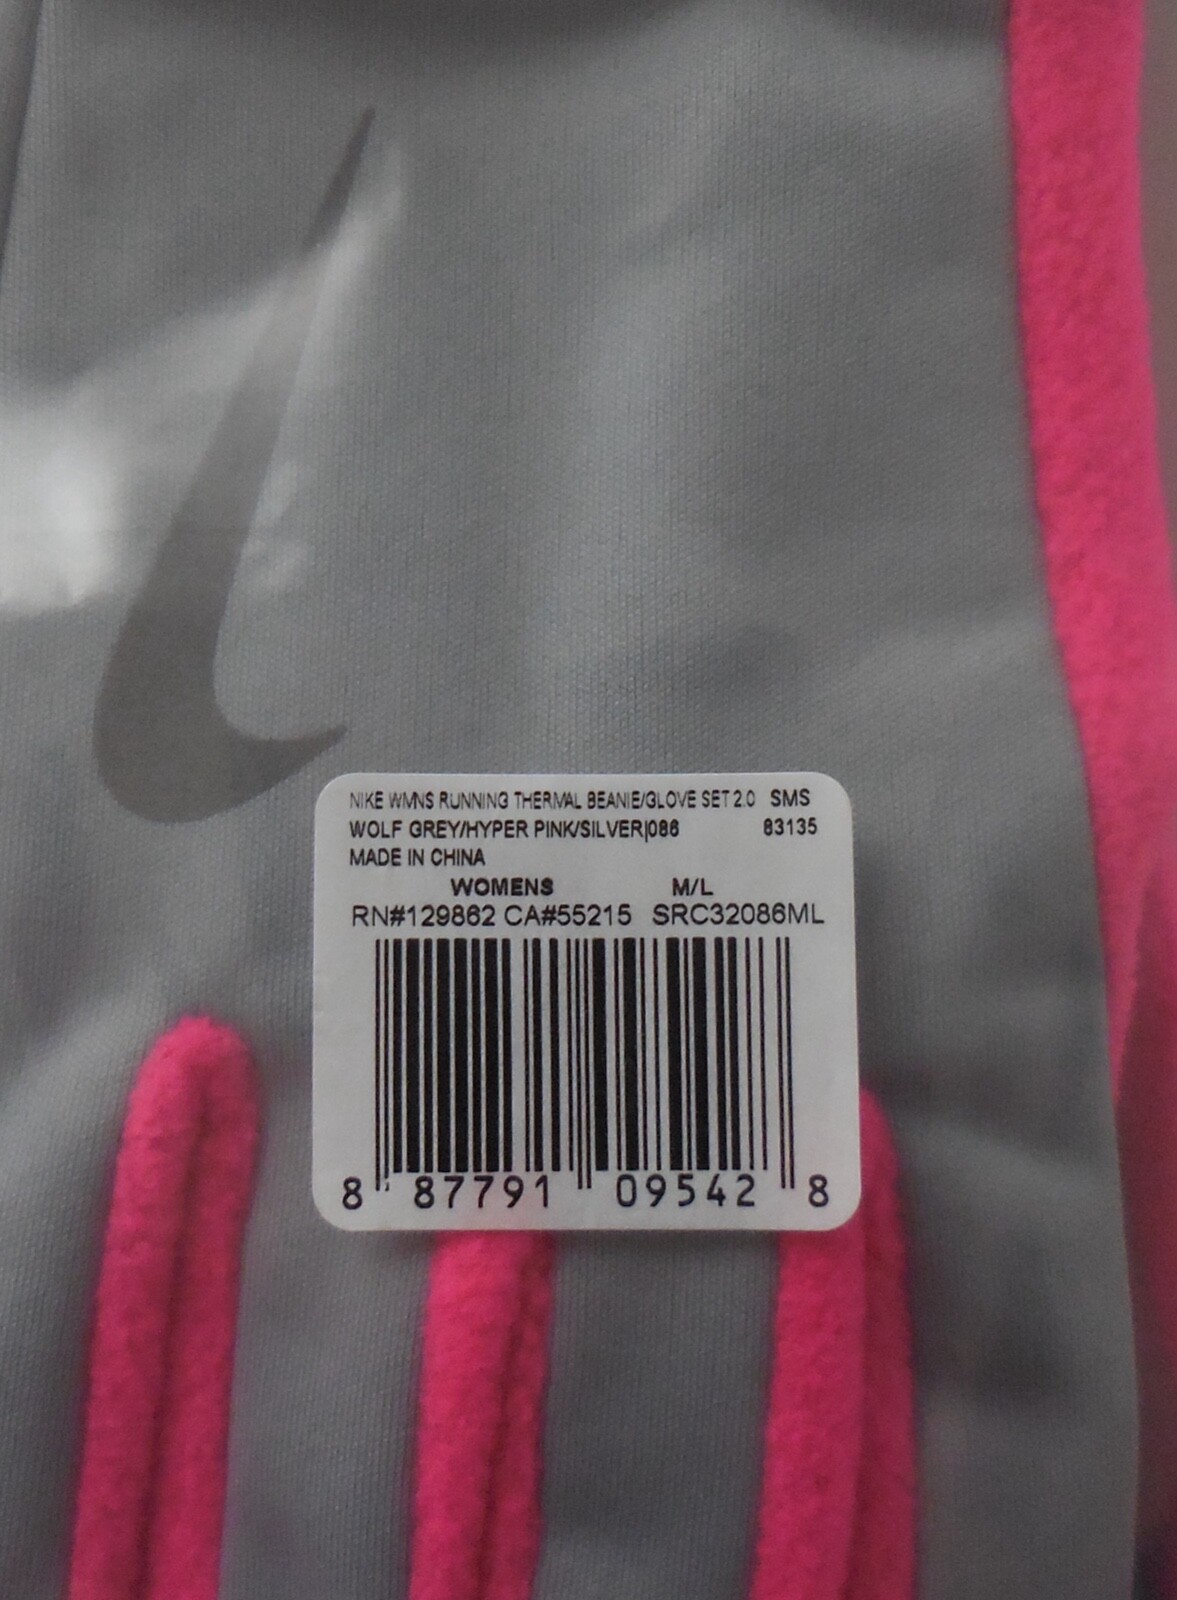 NIKE WMNS RUNNING THERMAL BEANIE/GLOVE SET 2.0 SMS
WOLF GREY/HYPER PINK/SILVER|086 83135
MADE IN CHINA
WOMENS M/L
RN#129862 CA#55215 SRC32086ML
8 87791 09542 8